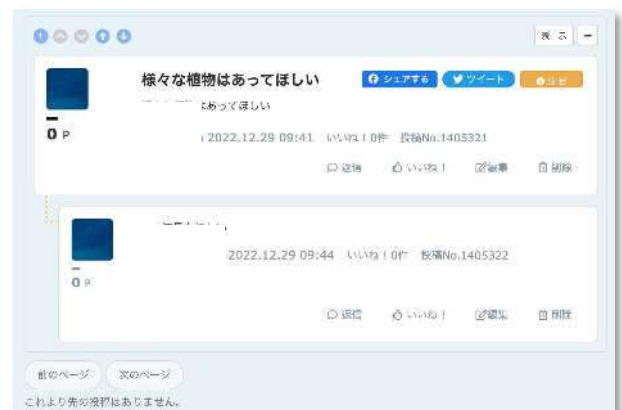 表示 −
様々な植物はあってほしい シェアする ツイート 注目
はあってほしい
0 P
2022.12.29 09:41 いいね！0件 投稿No.1405321
返信 いいね！ 編集 削除
2022.12.29 09:44 いいね！0件 投稿No.1405322
0 P
返信 いいね！ 編集 削除
前のページ 次のページ
これより先の投稿はありません。